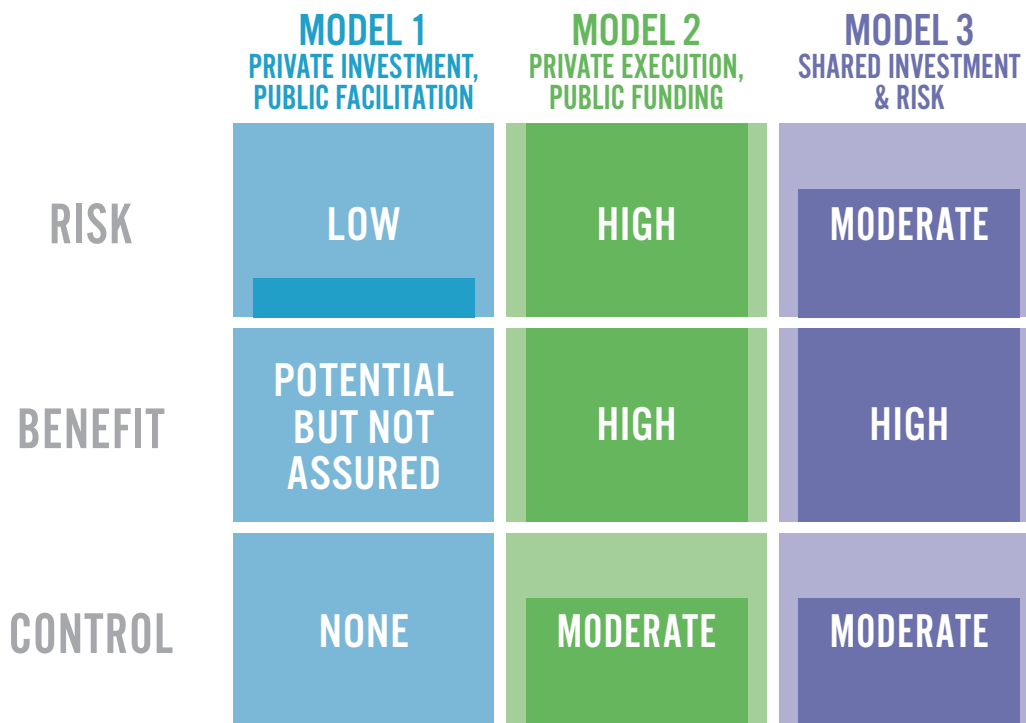 MODEL 1
PRIVATE INVESTMENT,
PUBLIC FACILITATION
MODEL 2
PRIVATE EXECUTION,
PUBLIC FUNDING
MODEL 3
SHARED INVESTMENT
& RISK
RISK
LOW
HIGH
MODERATE
BENEFIT
POTENTIAL
BUT NOT
ASSURED
HIGH
HIGH
CONTROL
NONE
MODERATE
MODERATE